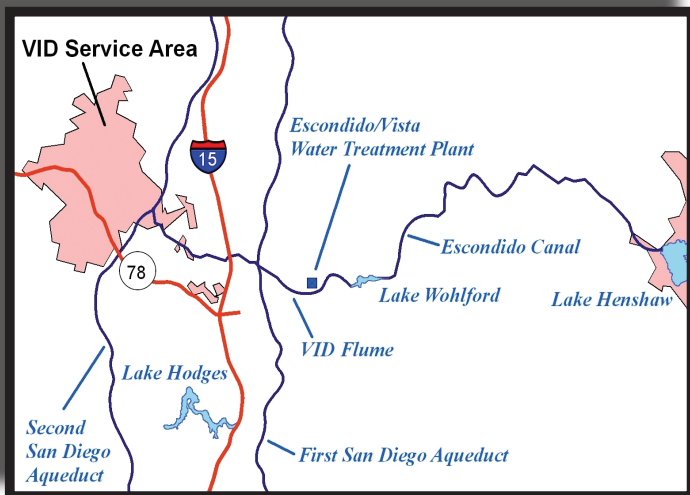 VID Service Area
15
Escondido/Vista
Water Treatment Plant
Escondido Canal
78
Lake Wohlford
Lake Henshaw
VID Flume
Lake Hodges
Second
San Diego
Aqueduct
First San Diego Aqueduct